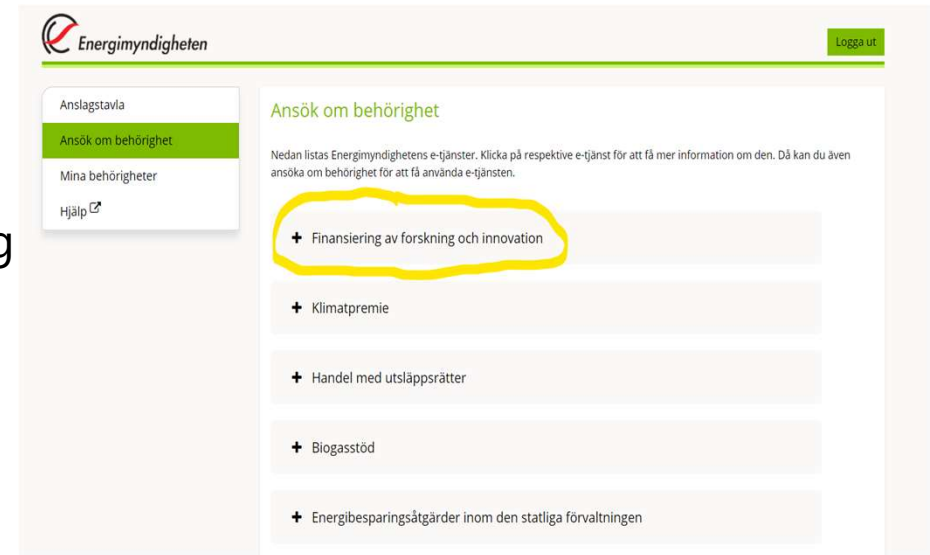 Energimyndigheten
Logga ut
Anslagstavla
Ansök om behörighet
Mina behörigheter
Hjälp
g
Ansök om behörighet
Nedan listas Energimyndighetens e-tjänster. Klicka på respektive e-tjänst för att få mer information om den. Då kan du även
ansöka om behörighet för att få använda e-tjänsten.
+ Finansiering av forskning och innovation
+ Klimatpremie
+ Handel med utsläppsrätter
+ Biogasstöd
+ Energibesparingsåtgärder inom den statliga förvaltningen